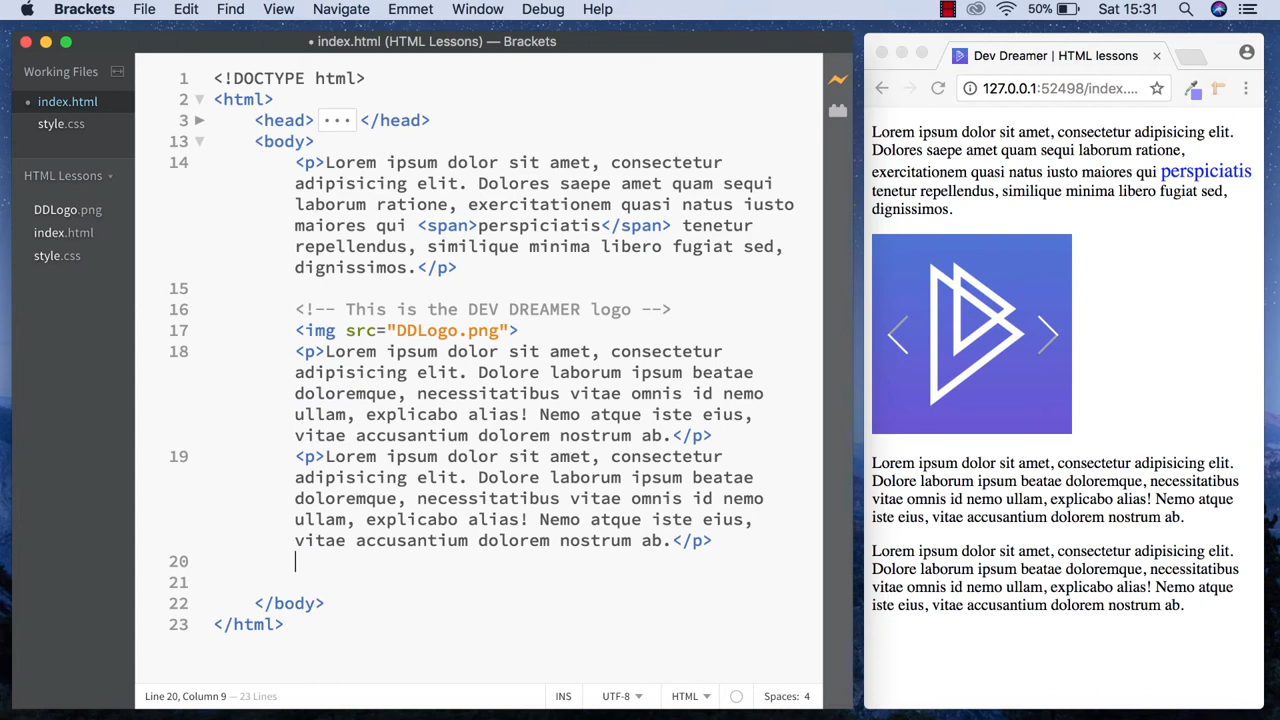 Brackets File Edit Find View Navigate Emmet Window Debug Help 50% Sat 15:31
• index.html (HTML Lessons) — Brackets
Working Files
index.html
style.css
HTML Lessons
DDLogo.png
index.html
style.css
1 <!DOCTYPE html>
2 <html>
3 <head> ... </head>
13 <body>
14 <p>Lorem ipsum dolor sit amet, consectetur
adipisicing elit. Dolores saepe amet quam sequi
laborum ratione, exercitationem quasi natus iusto
maiores qui <span>perspiciatis</span> tenetur
repellendus, similique minima libero fugiat sed,
dignissimos.</p>
15
16 <!-- This is the DEV DREAMER logo -->
17 <img src="DDLogo.png">
18 <p>Lorem ipsum dolor sit amet, consectetur
adipisicing elit. Dolore laborum ipsum beatae
doloremque, necessitatibus vitae omnis id nemo
ullam, explicabo alias! Nemo atque iste eius,
vitae accusantium dolorem nostrum ab.</p>
19 <p>Lorem ipsum dolor sit amet, consectetur
adipisicing elit. Dolore laborum ipsum beatae
doloremque, necessitatibus vitae omnis id nemo
ullam, explicabo alias! Nemo atque iste eius,
vitae accusantium dolorem nostrum ab.</p>
20
21
22 </body>
23 </html>
Line 20, Column 9 — 23 Lines INS UTF-8 HTML Spaces: 4
Dev Dreamer | HTML lessons
127.0.0.1:52498/index....
Lorem ipsum dolor sit amet, consectetur adipisicing elit.
Dolores saepe amet quam sequi laborum ratione,
exercitationem quasi natus iusto maiores qui perspiciatis
tenetur repellendus, similique minima libero fugiat sed,
dignissimos.
Lorem ipsum dolor sit amet, consectetur adipisicing elit.
Dolore laborum ipsum beatae doloremque, necessitatibus
vitae omnis id nemo ullam, explicabo alias! Nemo atque
iste eius, vitae accusantium dolorem nostrum ab.
Lorem ipsum dolor sit amet, consectetur adipisicing elit.
Dolore laborum ipsum beatae doloremque, necessitatibus
vitae omnis id nemo ullam, explicabo alias! Nemo atque
iste eius, vitae accusantium dolorem nostrum ab.